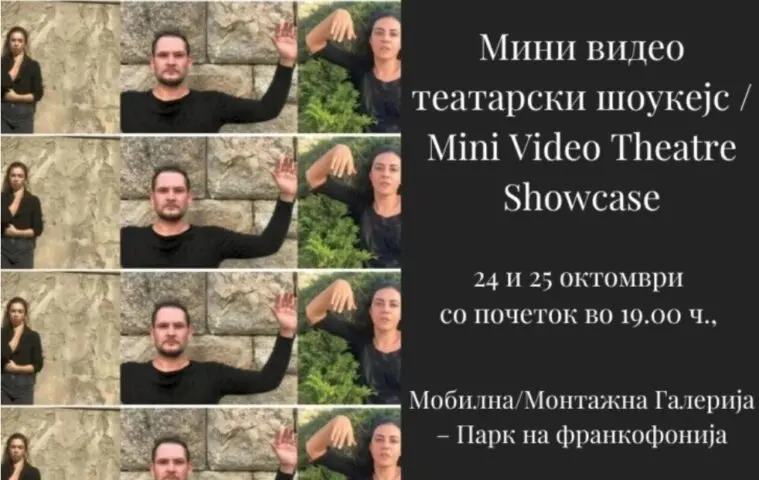 Мини видео
театарски шоукејс /
Mini Video Theatre
Showcase
24 и 25 октомври
со почеток во 19.00 ч.,
Мобилна/Монтажна Галерија
– Парк на франкофонија